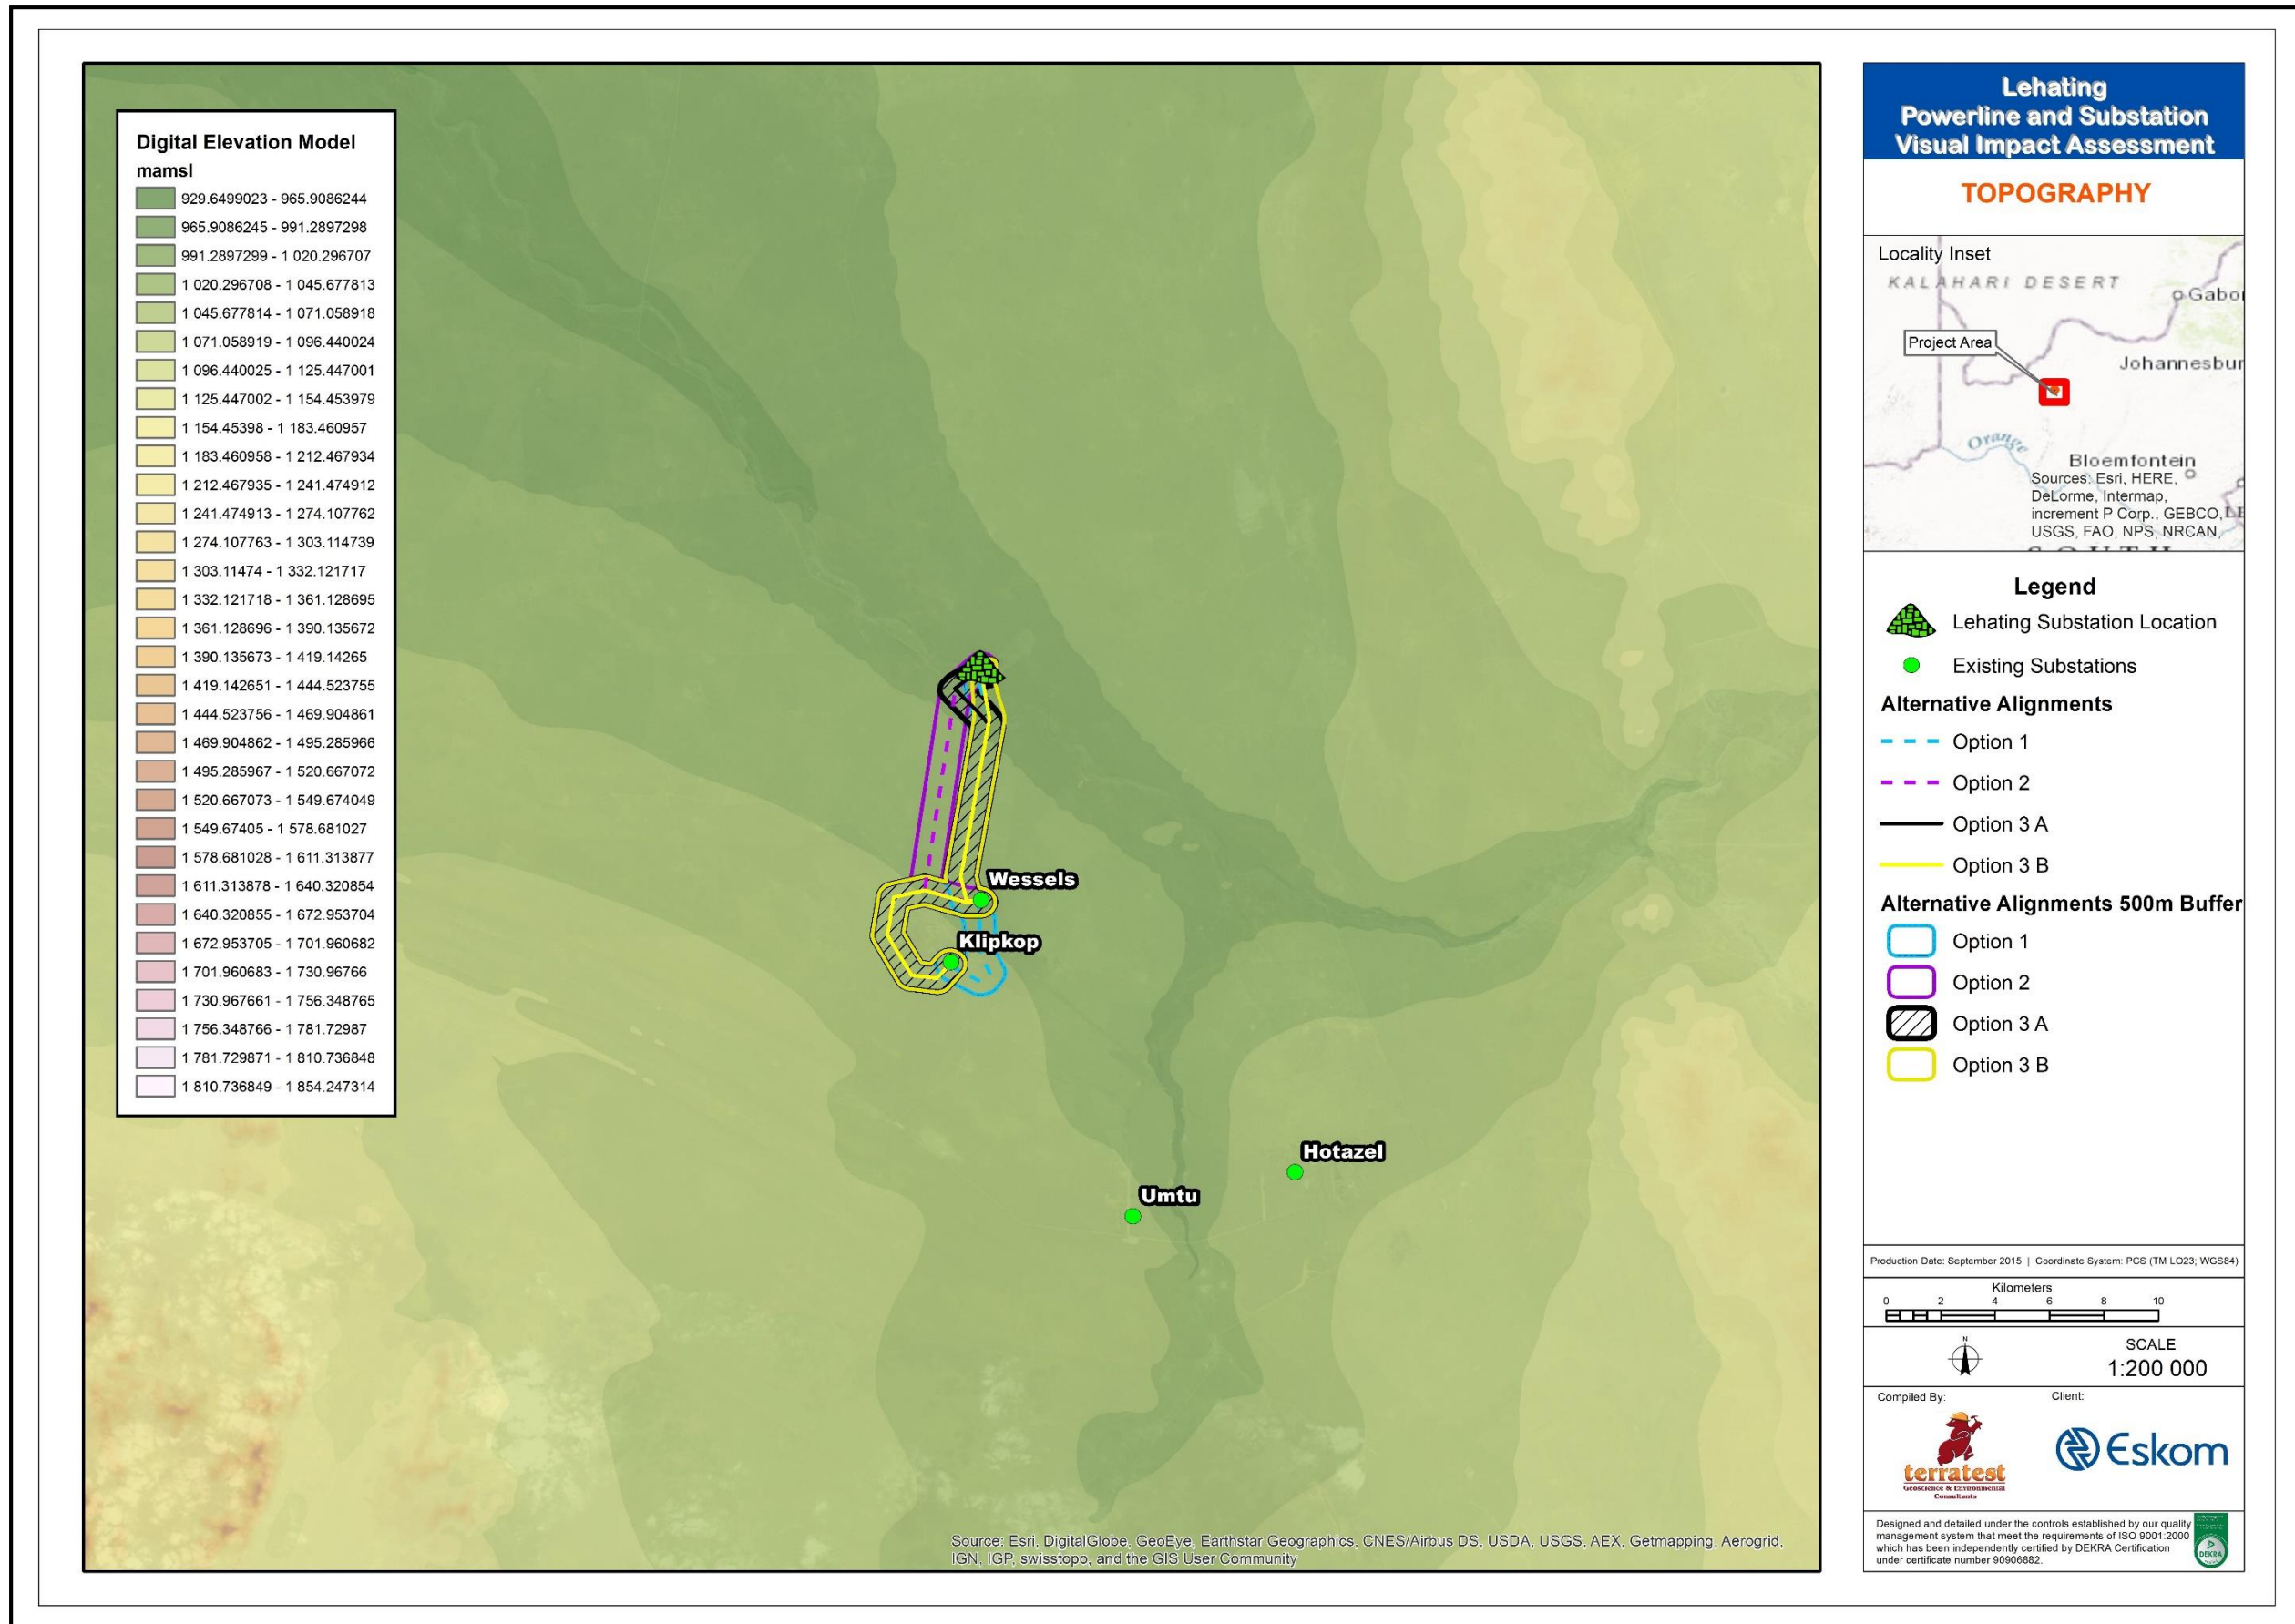 Digital Elevation Model
mamsl
929.6499023 - 965.9086244
965.9086245 - 991.2897298
991.2897299 - 1 020.296707
1 020.296708 - 1 045.677813
1 045.677814 - 1 071.058918
1 071.058919 - 1 096.440024
1 096.440025 - 1 125.447001
1 125.447002 - 1 154.453979
1 154.45398 - 1 183.460957
1 183.460958 - 1 212.467934
1 212.467935 - 1 241.474912
1 241.474913 - 1 274.107762
1 274.107763 - 1 303.114739
1 303.11474 - 1 332.121717
1 332.121718 - 1 361.128695
1 361.128696 - 1 390.135672
1 390.135673 - 1 419.14265
1 419.142651 - 1 444.523755
1 444.523756 - 1 469.904861
1 469.904862 - 1 495.285966
1 495.285967 - 1 520.667072
1 520.667073 - 1 549.674049
1 549.67405 - 1 578.681027
1 578.681028 - 1 611.313877
1 611.313878 - 1 640.320854
1 640.320855 - 1 672.953704
1 672.953705 - 1 701.960682
1 701.960683 - 1 730.96766
1 730.967661 - 1 756.348765
1 756.348766 - 1 781.72987
1 781.729871 - 1 810.736848
1 810.736849 - 1 854.247314
Wessels
Klipkop
Hotazel
Umtu
Source: Esri, DigitalGlobe, GeoEye, Earthstar Geographics, CNES/Airbus DS, USDA, USGS, AEX, Getmapping, Aerogrid,
IGN, IGP, swisstopo, and the GIS User Community
Lehating
Powerline and Substation
Visual Impact Assessment
TOPOGRAPHY
Locality Inset
KALAHARI DESERT
Gabo
Project Area
Johannesbur
Orange
Bloemfontein
Sources: Esri, HERE,
DeLorme, Intermap,
increment P Corp., GEBCO,
USGS, FAO, NPS, NRCAN,
Legend
Lehating Substation Location
Existing Substations
Alternative Alignments
Option 1
Option 2
Option 3 A
Option 3 B
Alternative Alignments 500m Buffer
Option 1
Option 2
Option 3 A
Option 3 B
Production Date: September 2015 | Coordinate System: PCS (TM LO23; WGS84)
Kilometers
0 2 4 6 8 10
N
SCALE
1:200 000
Compiled By:
Client:
terratest
Geoscience & Environmental
Consultants
Eskom
Designed and detailed under the controls established by our quality
management system that meet the requirements of ISO 9001:2000
which has been independently certified by DEKRA Certification
under certificate number 90906882.
DEKRA